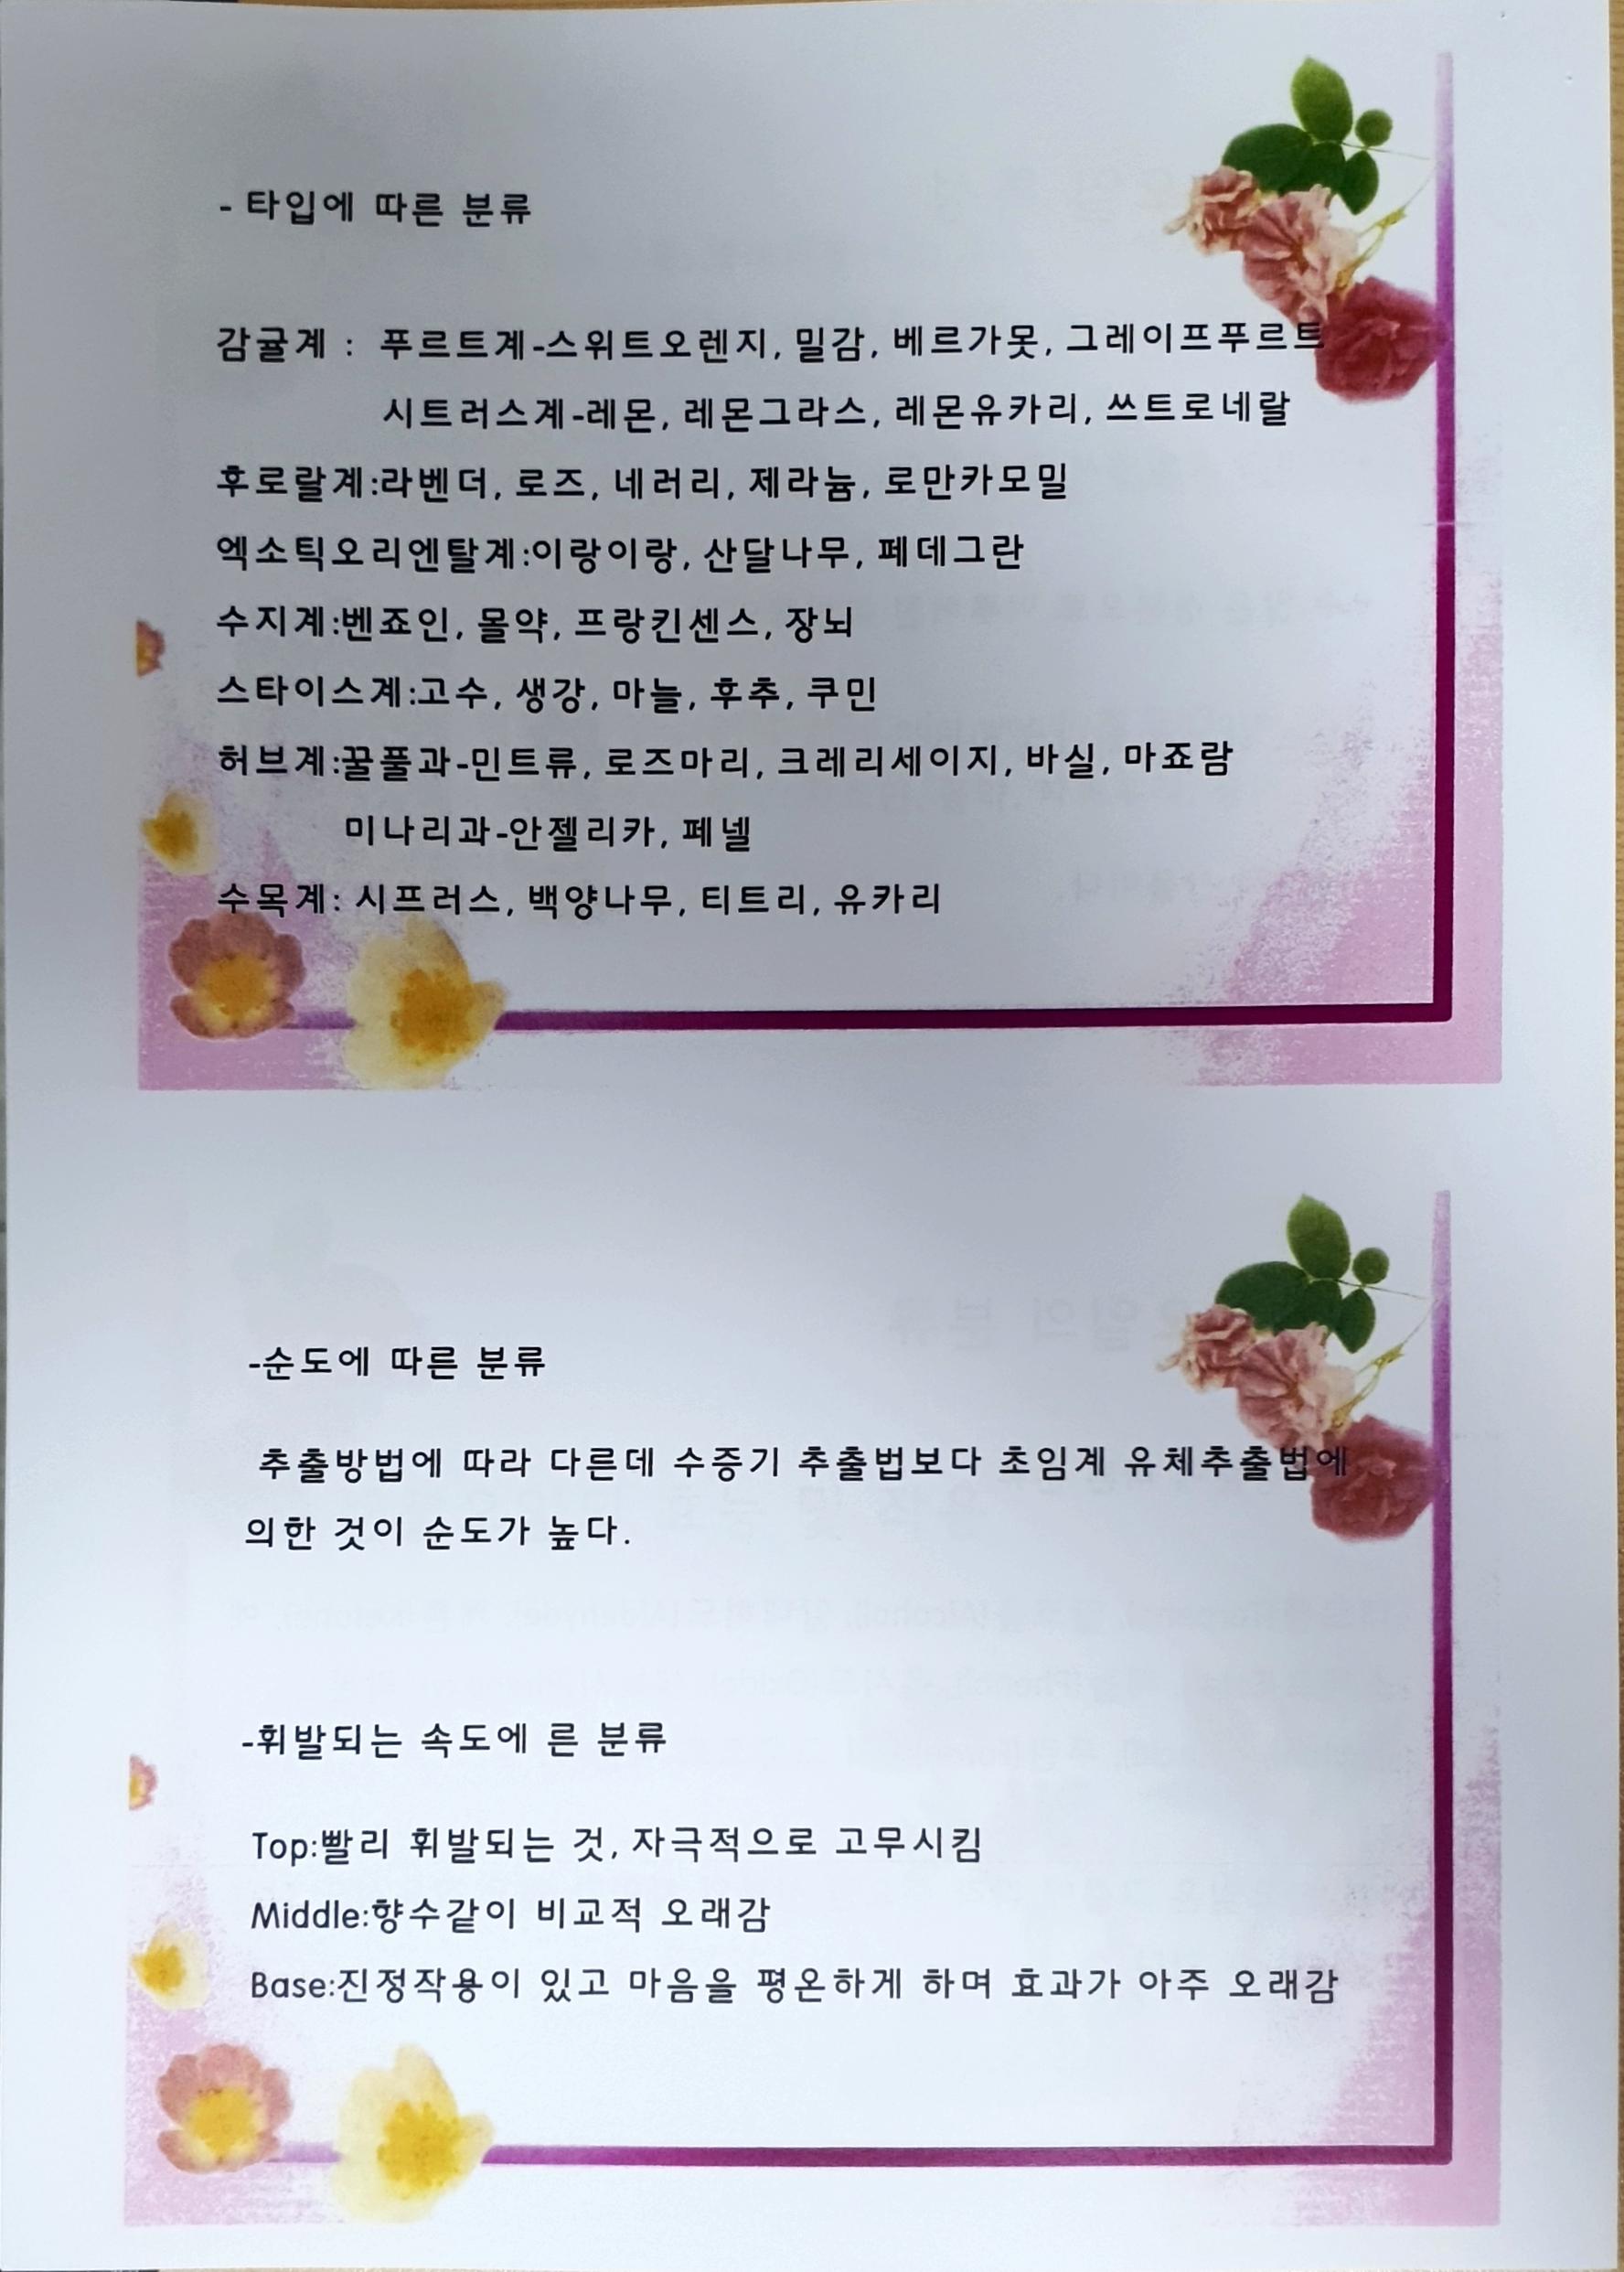 - 타입에 따른 분류
감귤계 : 푸르트계-스위트오렌지, 밀감, 베르가못, 그레이프푸르트
시트러스계-레몬, 레몬그라스, 레몬유카리, 쓰트로네랄
후로랄계:라벤더, 로즈, 네러리, 제라늄, 로만카모밀
엑소틱오리엔탈계:이랑이랑, 산달나무, 페데그란
수지계:벤죠인, 몰약, 프랑킨센스, 장뇌
스타이스계:고수, 생강, 마늘, 후추, 쿠민
허브계:꿀풀과-민트류, 로즈마리, 크레리세이지, 바실, 마죠람
미나리과-안젤리카, 페넬
수목계: 시프러스, 백양나무, 티트리, 유카리
-순도에 따른 분류
추출방법에 따라 다른데 수증기 추출법보다 초임계 유체추출법에
의한 것이 순도가 높다.
-휘발되는 속도에 른 분류
Top:빨리 휘발되는 것, 자극적으로 고무시킴
Middle:향수같이 비교적 오래감
Base:진정작용이 있고 마음을 평온하게 하며 효과가 아주 오래감